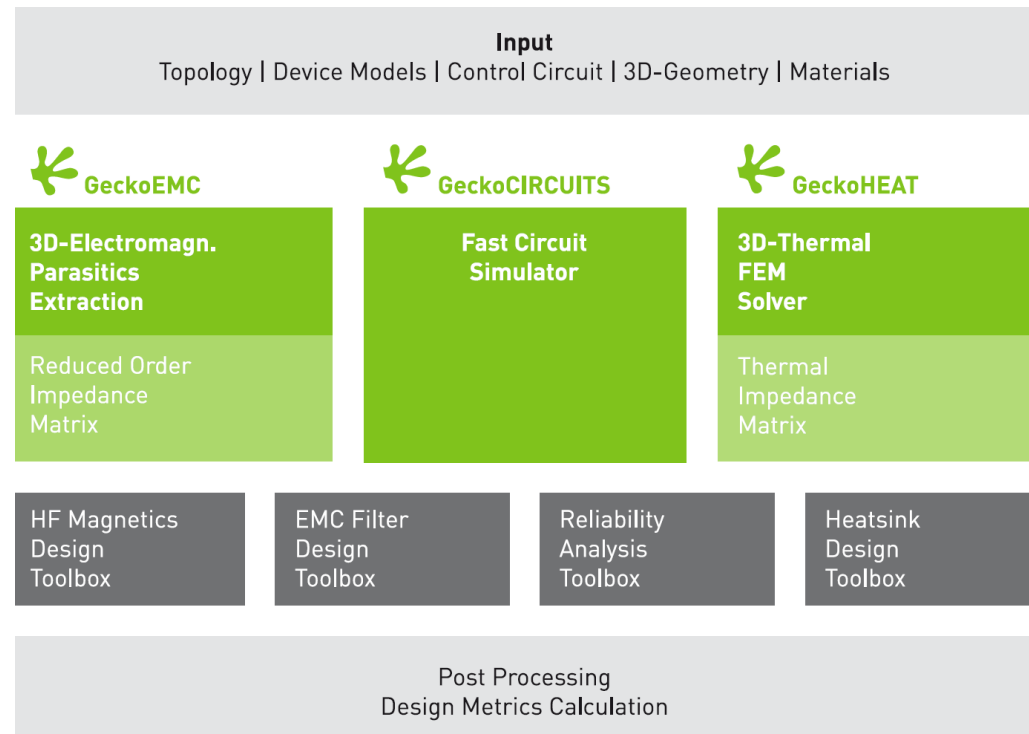 Input
Topology | Device Models | Control Circuit | 3D-Geometry | Materials
GeckoEMC
3D-Electromagn.
Parasitics
Extraction
Reduced Order
Impedance
Matrix
GeckoCIRCUITS
Fast Circuit
Simulator
GeckoHEAT
3D-Thermal
FEM
Solver
Thermal
Impedance
Matrix
HF Magnetics
Design
Toolbox
EMC Filter
Design
Toolbox
Reliability
Analysis
Toolbox
Heatsink
Design
Toolbox
Post Processing
Design Metrics Calculation